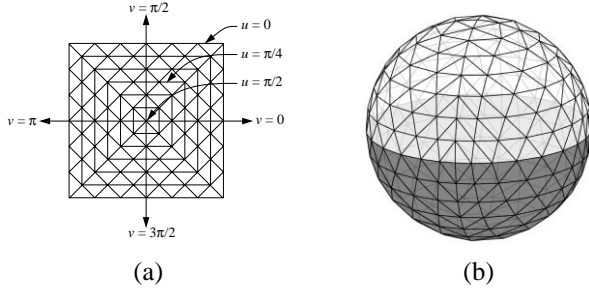 v = π/2
u = 0
u = π/4
u = π/2
v = π
v = 0
v = 3π/2
(a)
(b)